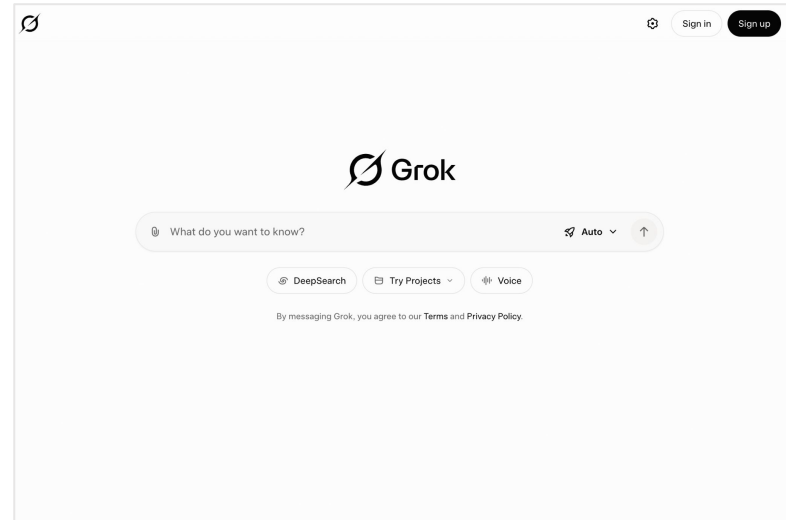 Sign in
Sign up
Grok
What do you want to know?
Auto
DeepSearch
Try Projects
Voice
By messaging Grok, you agree to our Terms and Privacy Policy.